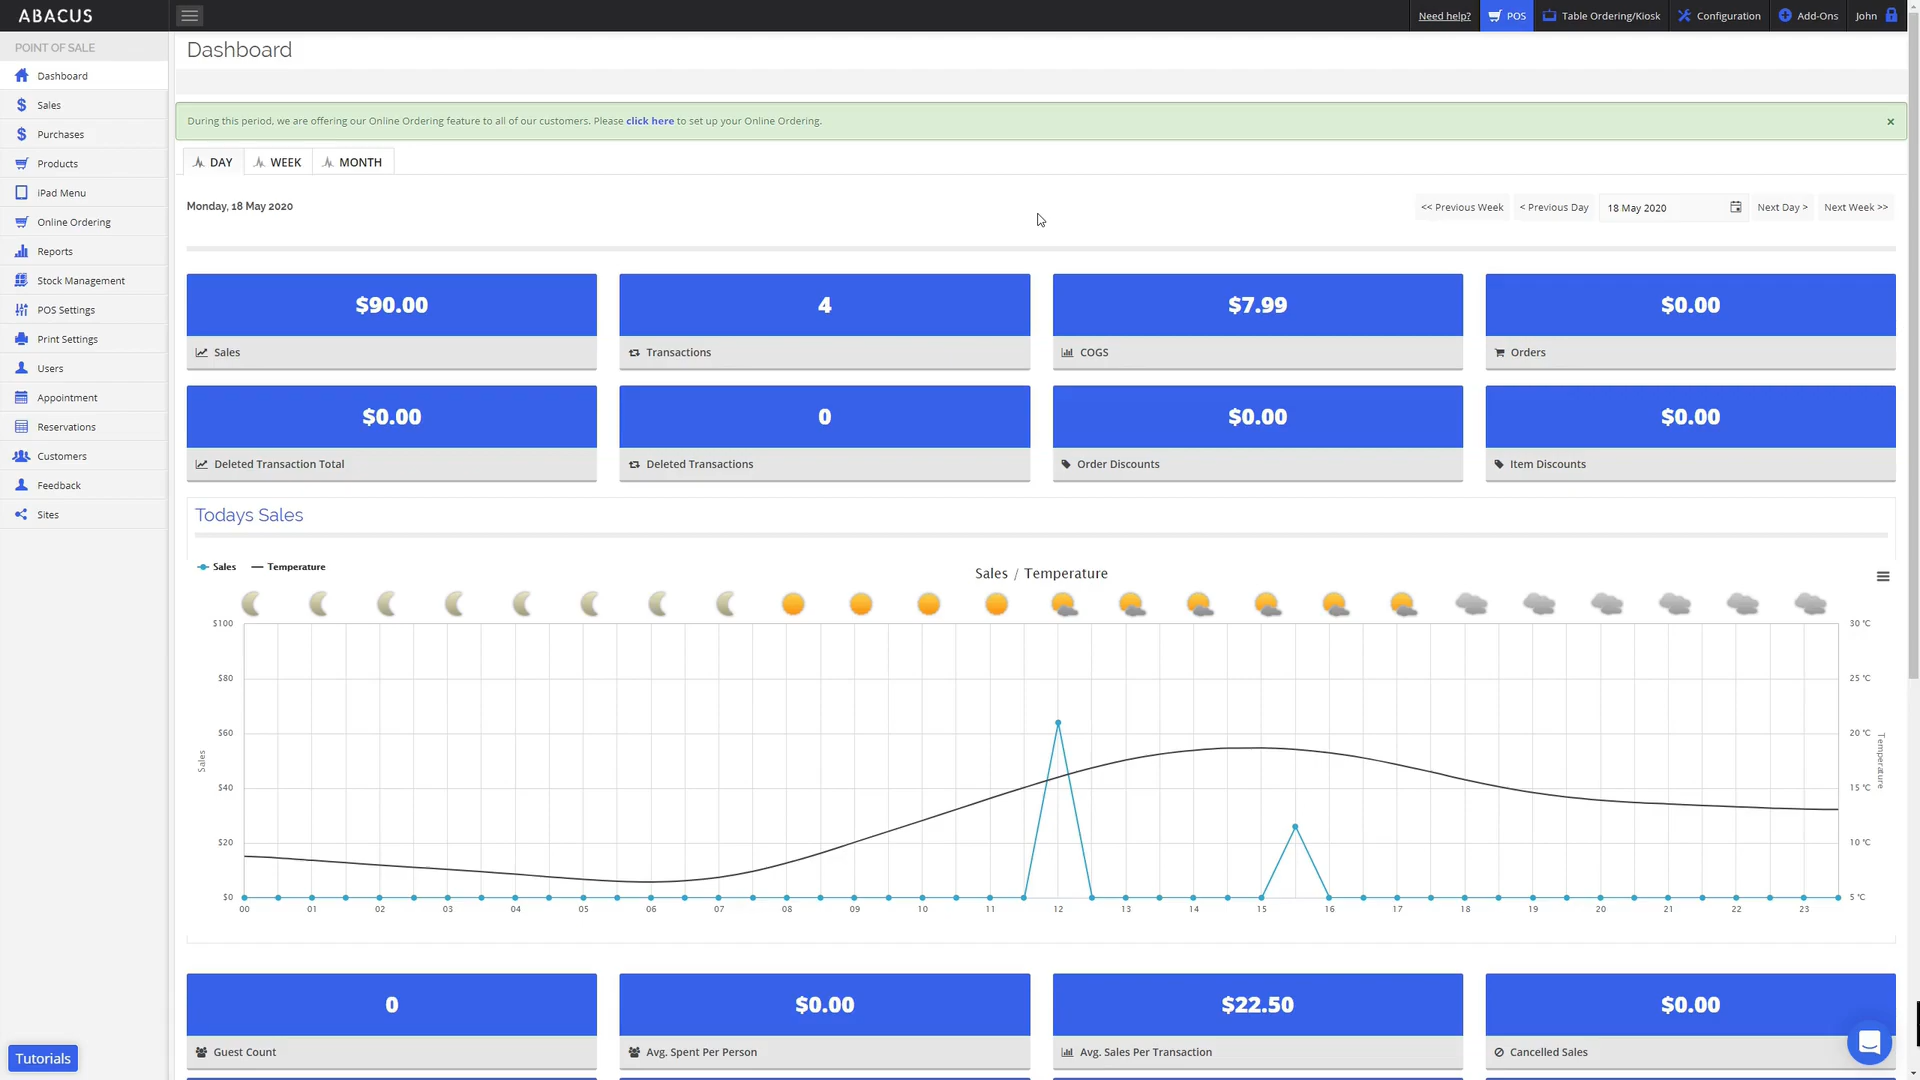 ABACUS
Need help?
POS
Table Ordering/Kiosk
Configuration
Add-Ons
John
POINT OF SALE
Dashboard
Sales
Purchases
Products
iPad Menu
Online Ordering
Reports
Stock Management
POS Settings
Print Settings
Users
Appointment
Reservations
Customers
Feedback
Sites
Tutorials
Dashboard
During this period, we are offering our Online Ordering feature to all of our customers. Please click here to set up your Online Ordering.
×
DAY WEEK MONTH
Monday, 18 May 2020
<< Previous Week < Previous Day 18 May 2020 Next Day > Next Week >>
$90.00 4 $7.99 $0.00
Sales Transactions COGS Orders
$0.00 0 $0.00 $0.00
Deleted Transaction Total Deleted Transactions Order Discounts Item Discounts
Todays Sales
Sales Temperature
Sales / Temperature
$100 30 °C
$80 25 °C
$60 20 °C
$40 15 °C
$20 10 °C
$0 5 °C
Sales
Temperature
00 01 02 03 04 05 06 07 08 09 10 11 12 13 14 15 16 17 18 19 20 21 22 23
0 $0.00 $22.50 $0.00
Guest Count Avg. Spent Per Person Avg. Sales Per Transaction Cancelled Sales